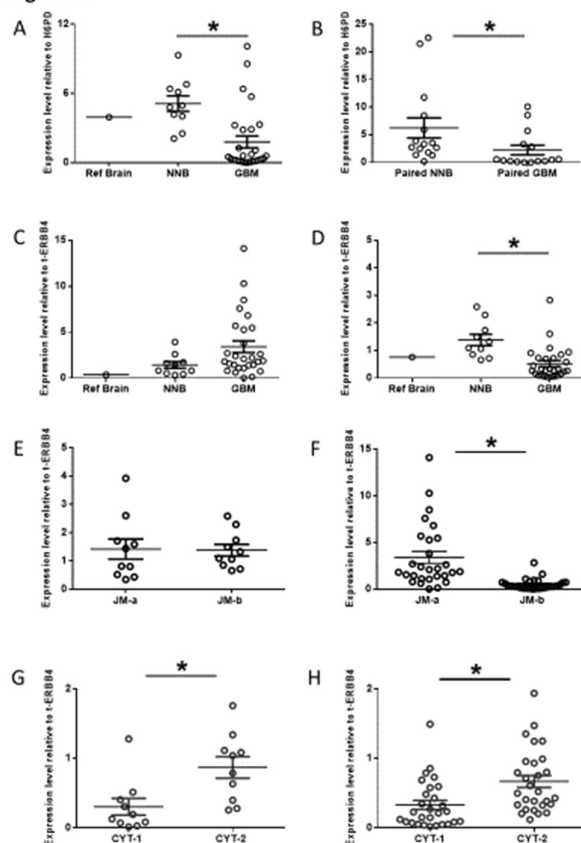 A
Expression level relative to H6PD
12
6
0
*
Ref Brain NNB GBM
B
Expression level relative to H6PD
25
20
15
10
5
0
*
Paired NNB Paired GBM
C
Expression level relative to t-ERBB4
15
10
5
0
Ref Brain NNB GBM
D
Expression level relative to t-ERBB4
5
4
3
2
1
0
*
Ref Brain NNB GBM
E
Expression level relative to t-ERBB4
5
4
3
2
1
0
JM-a JM-b
F
Expression level relative to t-ERBB4
15
10
5
0
*
JM-a JM-b
G
Expression level relative to t-ERBB4
2
1
0
*
CYT-1 CYT-2
H
Expression level relative to t-ERBB4
2
1
0
*
CYT-1 CYT-2